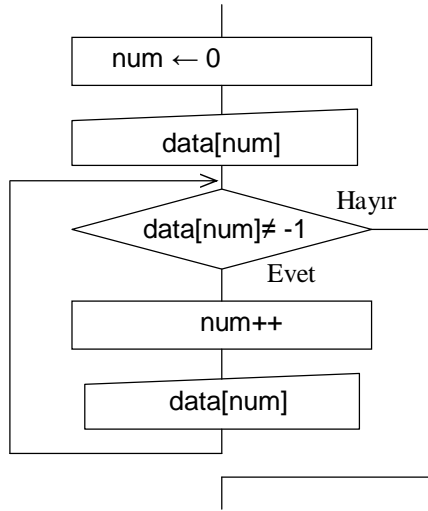 num ← 0
data[num]
data[num]≠ -1
Hayır
Evet
num++
data[num]